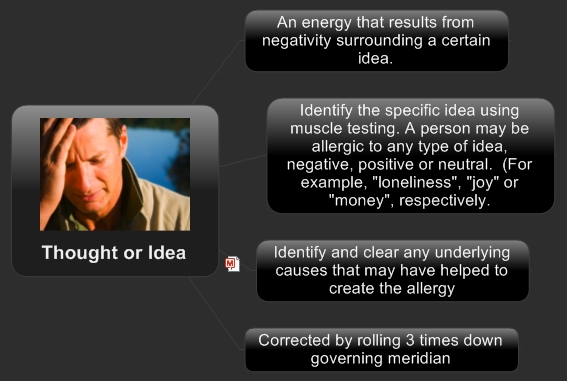 An energy that results from
negativity surrounding a certain
idea.
Identify the specific idea using
muscle testing. A person may be
allergic to any type of idea,
negative, positive or neutral. (For
example, "loneliness", "joy" or
"money", respectively.
Thought or Idea
Identify and clear any underlying
causes that may have helped to
create the allergy
Corrected by rolling 3 times down
governing meridian